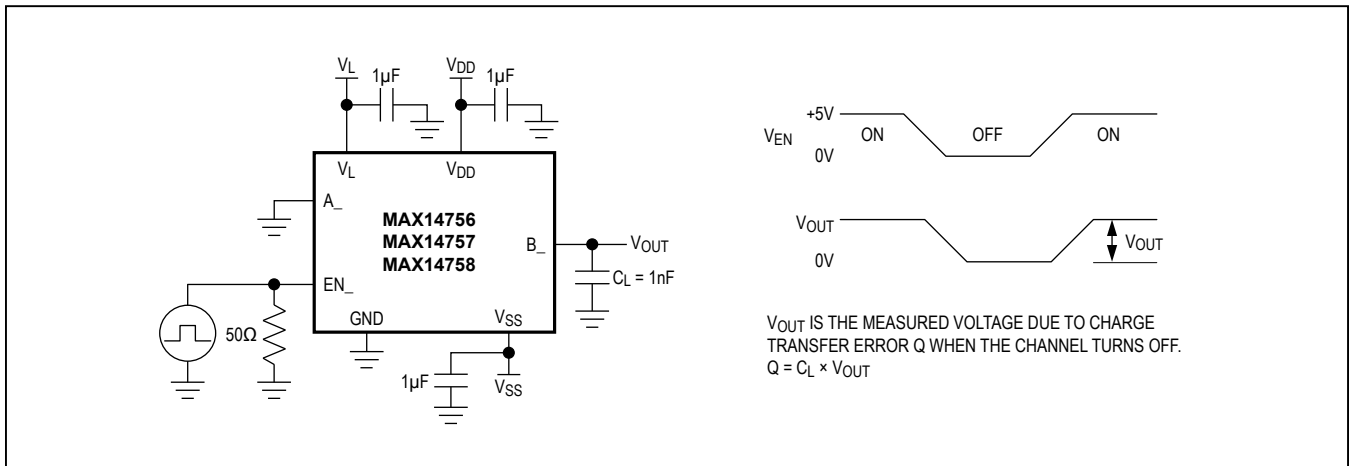 VL
1µF
VDD
1µF
VL
VDD
A_
MAX14756
MAX14757
MAX14758
B_
VOUT
CL = 1nF
EN_
50Ω
GND
VSS
1µF
VSS
VEN
+5V
0V
ON
OFF
ON
VOUT
0V
VOUT
VOUT IS THE MEASURED VOLTAGE DUE TO CHARGE
TRANSFER ERROR Q WHEN THE CHANNEL TURNS OFF.
Q = CL × VOUT